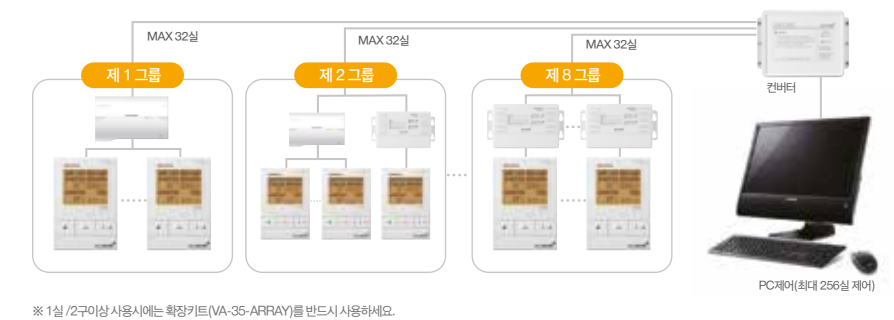 MAX 32실
MAX 32실
MAX 32실
제 1 그룹
제 2 그룹
제 8 그룹
컨버터
PC제어(최대 256실 제어)
※ 1실 /2구이상 사용시에는 확장키트(VA-35-ARRAY)를 반드시 사용하세요.